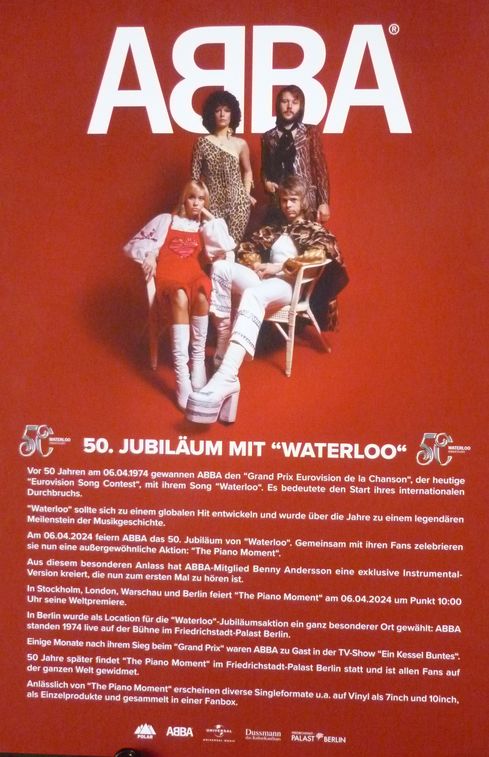 ABBA®
50 WATERLOO
50. JUBILÄUM MIT “WATERLOO“
50 WATERLOO
Vor 50 Jahren am 06.04.1974 gewannen ABBA den "Grand Prix Eurovision de la Chanson", der heutige
"Eurovision Song Contest", mit ihrem Song "Waterloo". Es bedeutete den Start ihres internationalen
Durchbruchs.
"Waterloo" sollte sich zu einem globalen Hit entwickeln und wurde über die Jahre zu einem legendären
Meilenstein der Musikgeschichte.
Am 06.04.2024 feiern ABBA das 50. Jubiläum von "Waterloo". Gemeinsam mit ihren Fans zelebrieren
sie nun eine außergewöhnliche Aktion: "The Piano Moment".
Aus diesem besonderen Anlass hat ABBA-Mitglied Benny Andersson eine exklusive Instrumental-
Version kreiert, die nun zum ersten Mal zu hören ist.
In Stockholm, London, Warschau und Berlin feiert "The Piano Moment" am 06.04.2024 um Punkt 10:00
Uhr seine Weltpremiere.
In Berlin wurde als Location für die "Waterloo"-Jubiläumsaktion ein ganz besonderer Ort gewählt: ABBA
standen 1974 live auf der Bühne im Friedrichstadt-Palast Berlin.
Einige Monate nach ihrem Sieg beim "Grand Prix" waren ABBA zu Gast in der TV-Show "Ein Kessel Buntes".
50 Jahre später findet "The Piano Moment" im Friedrichstadt-Palast Berlin statt und ist allen Fans auf
der ganzen Welt gewidmet.
Anlässlich von "The Piano Moment" erscheinen diverse Singleformate u.a. auf Vinyl als 7inch und 10inch,
als Einzelprodukte und gesammelt in einer Fanbox.
POLAR
ABBA
UNIVERSAL
UNIVERSAL MUSIC
Dussmann
das KulturKaufhaus
PALAST BERLIN